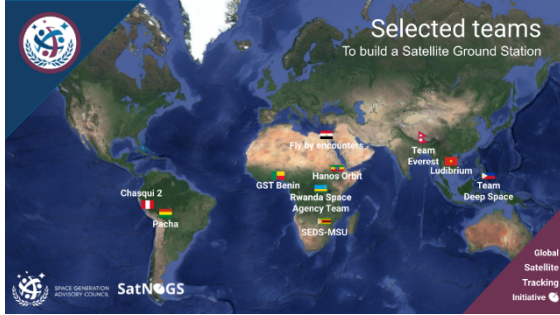 Selected teams
To build a Satellite Ground Station
Fly by encounters
Team
Everest
Ludibrium
Hanos Orbit
GST Benin
Rwanda Space
Agency Team
Team
Deep Space
Chasqui 2
Pacha
SEDS-MSU
Global
Satellite
Tracking
Initiative
SPACE GENERATION
ADVISORY COUNCIL
SatNOGS